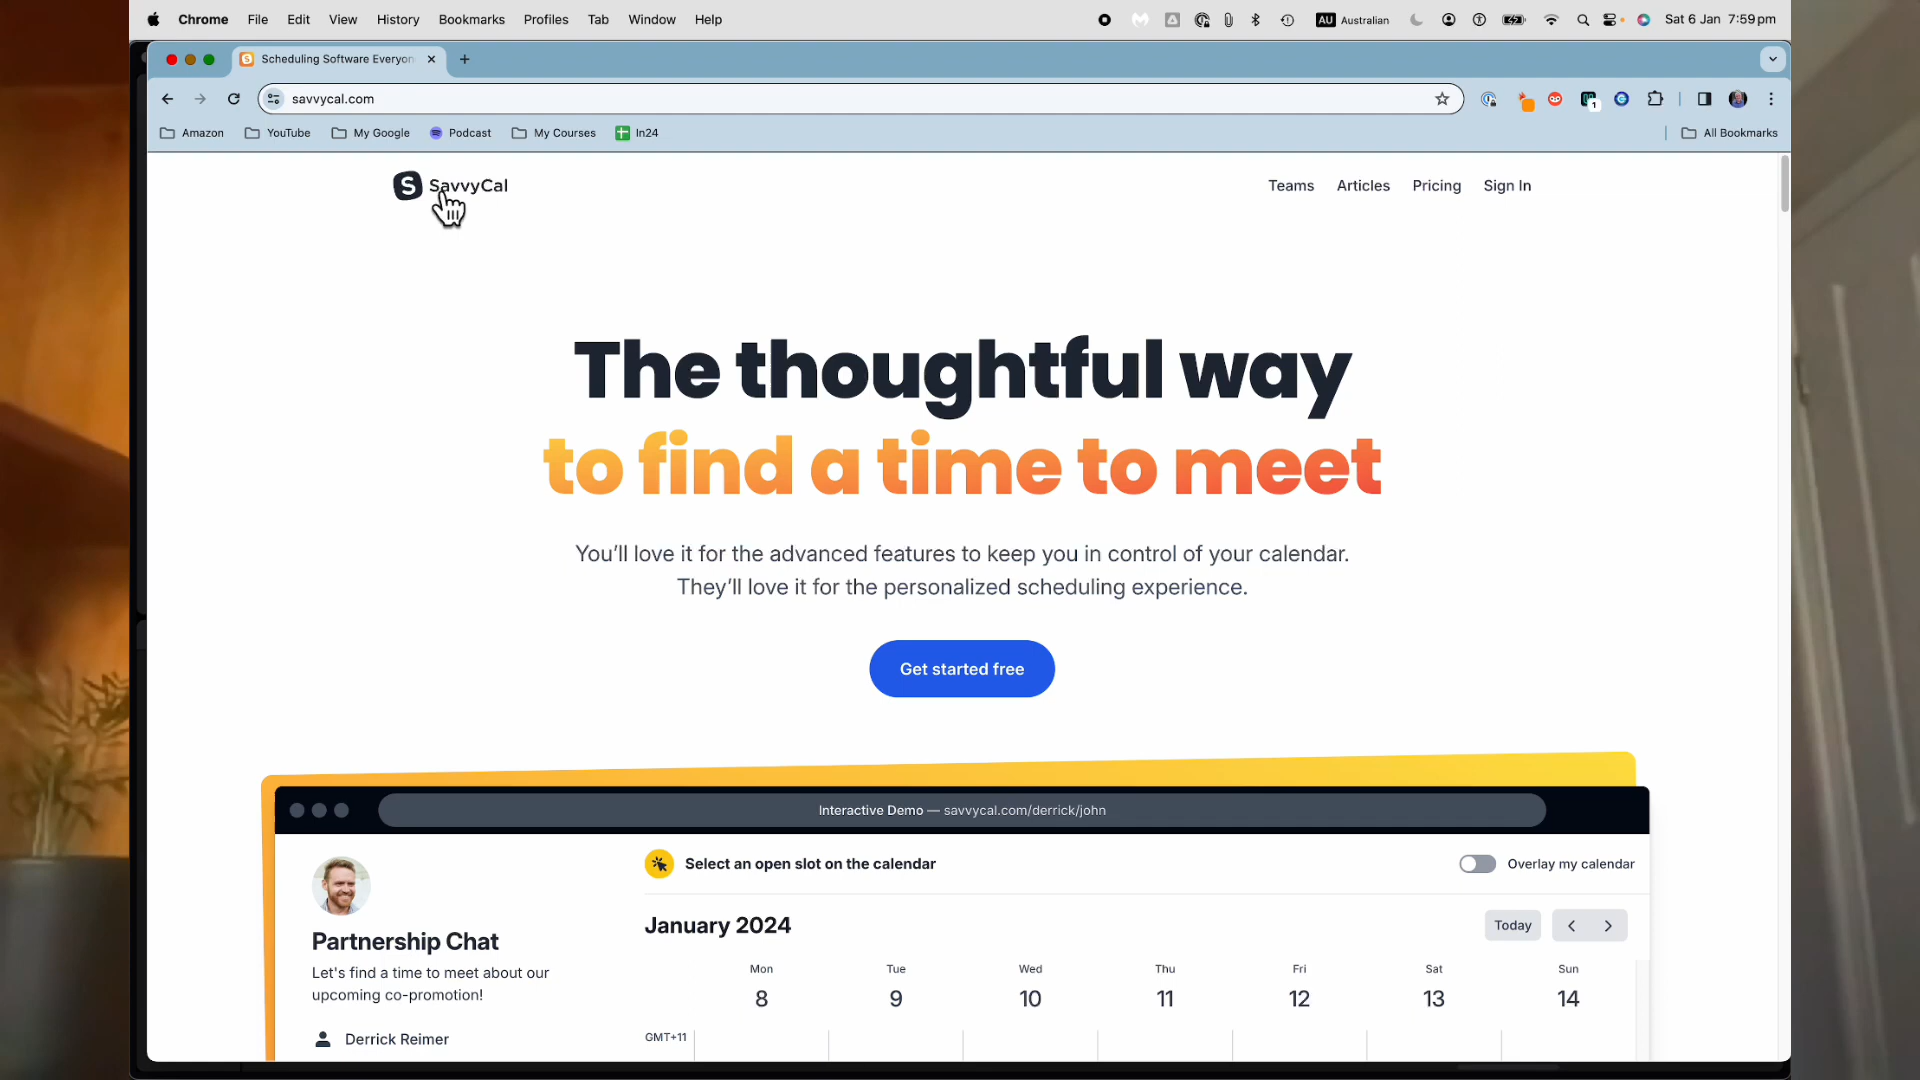 Chrome File Edit View History Bookmarks Profiles Tab Window Help
AU Australian Sat 6 Jan 7:59 pm
Scheduling Software Everyon
savvycal.com
1
Amazon YouTube My Google Podcast My Courses In24 All Bookmarks
S SavvyCal
Teams Articles Pricing Sign In
The thoughtful way
to find a time to meet
You'll love it for the advanced features to keep you in control of your calendar.
They'll love it for the personalized scheduling experience.
Get started free
Interactive Demo — savvycal.com/derrick/john
Select an open slot on the calendar
Overlay my calendar
Partnership Chat
Let's find a time to meet about our
upcoming co-promotion!
Derrick Reimer
January 2024
Today
Mon Tue Wed Thu Fri Sat Sun
8 9 10 11 12 13 14
GMT+11